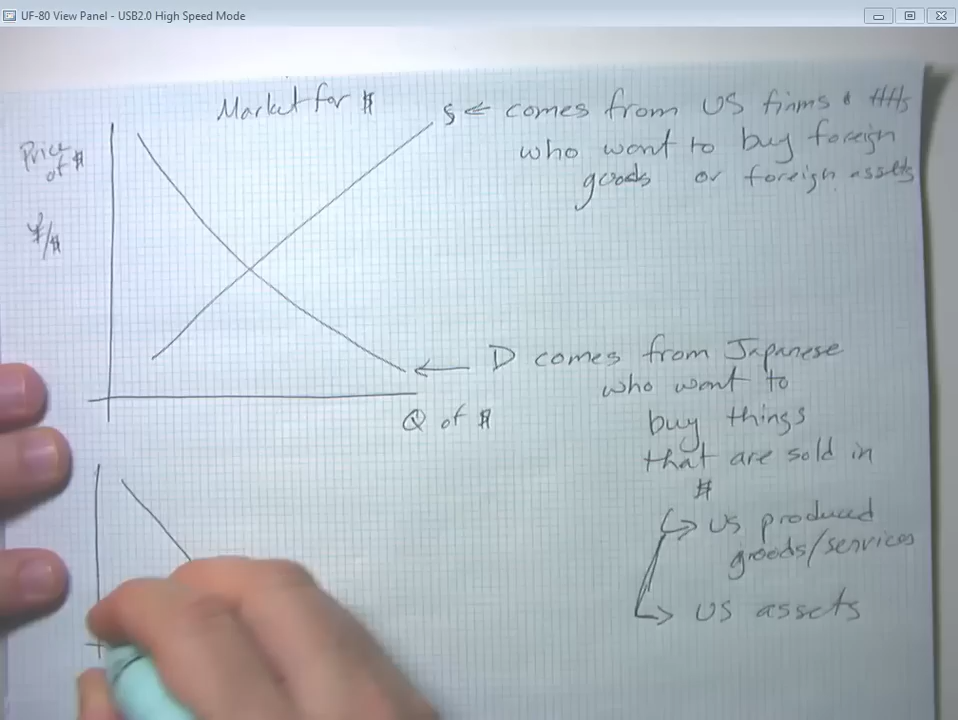 UF-80 View Panel - USB2.0 High Speed Mode
Market for $
Price
of $
¥/$
S ← comes from US firms & HHs
who want to buy foreign
goods or foreign assets
← D comes from Japanese
who want to
buy things
that are sold in
$
Q of $
↳ US produced
goods/services
↳ US assets